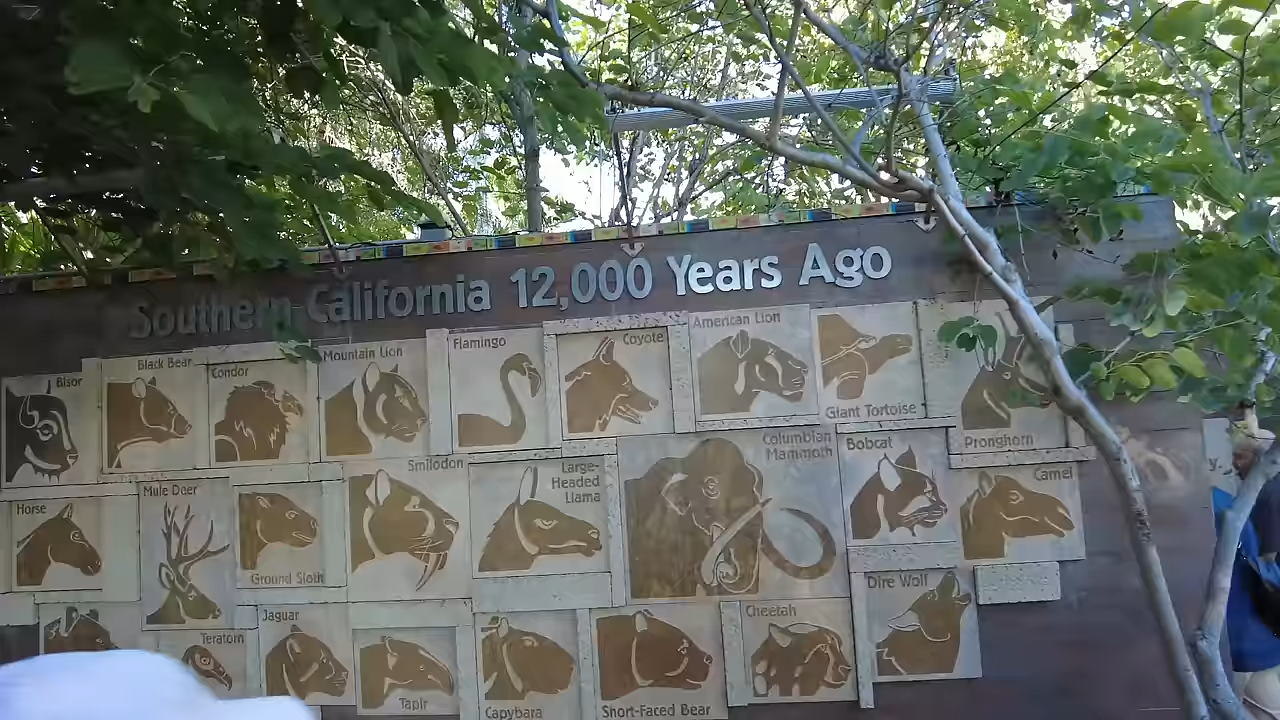 Southern California 12,000 Years Ago
Bison
Black Bear
Condor
Mountain Lion
Flamingo
Coyote
American Lion
Giant Tortoise
Pronghorn
Horse
Mule Deer
Ground Sloth
Smilodon
Large-
Headed
Llama
Columbian
Mammoth
Bobcat
Camel
Teratorn
Jaguar
Tapir
Capybara
Short-Faced Bear
Cheetah
Dire Wolf